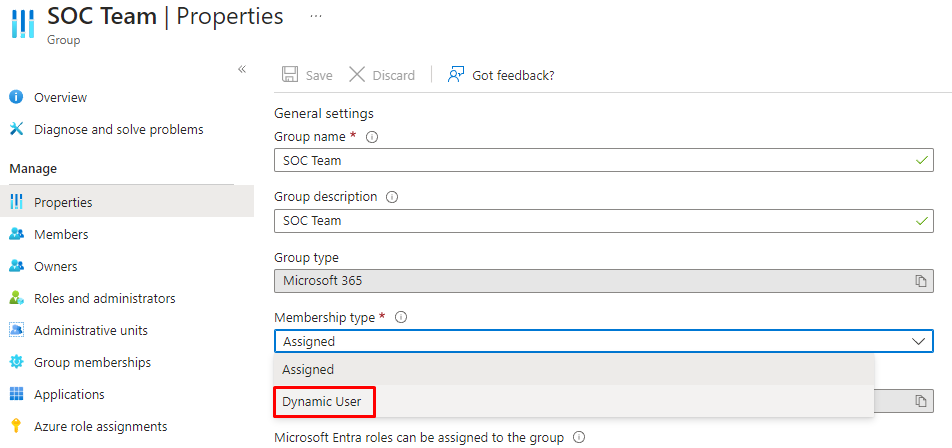 SOC Team | Properties ...
Group
«
Overview
Diagnose and solve problems
Manage
Properties
Members
Owners
Roles and administrators
Administrative units
Group memberships
Applications
Azure role assignments
Save Discard Got feedback?
General settings
Group name *
SOC Team
Group description
SOC Team
Group type
Microsoft 365
Membership type *
Assigned
Assigned
Dynamic User
Microsoft Entra roles can be assigned to the group